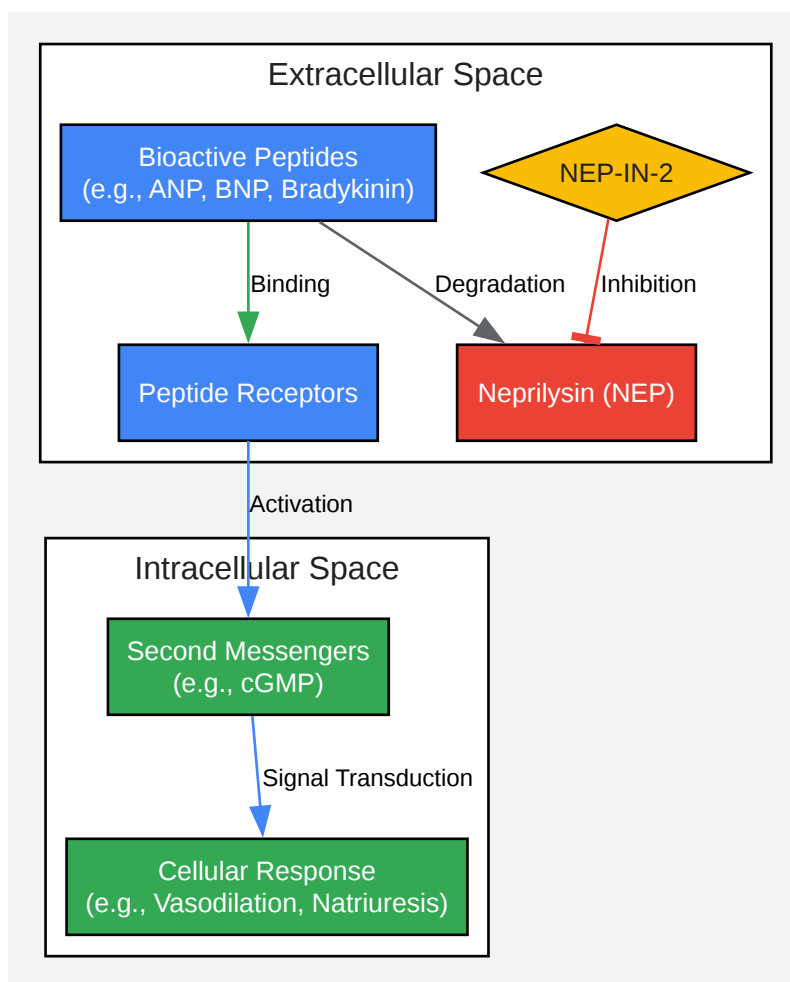 Extracellular Space
Bioactive Peptides
(e.g., ANP, BNP, Bradykinin)
NEP-IN-2
Binding
Degradation
Inhibition
Peptide Receptors
Neprilysin (NEP)
Activation
Intracellular Space
Second Messengers
(e.g., cGMP)
Signal Transduction
Cellular Response
(e.g., Vasodilation, Natriuresis)